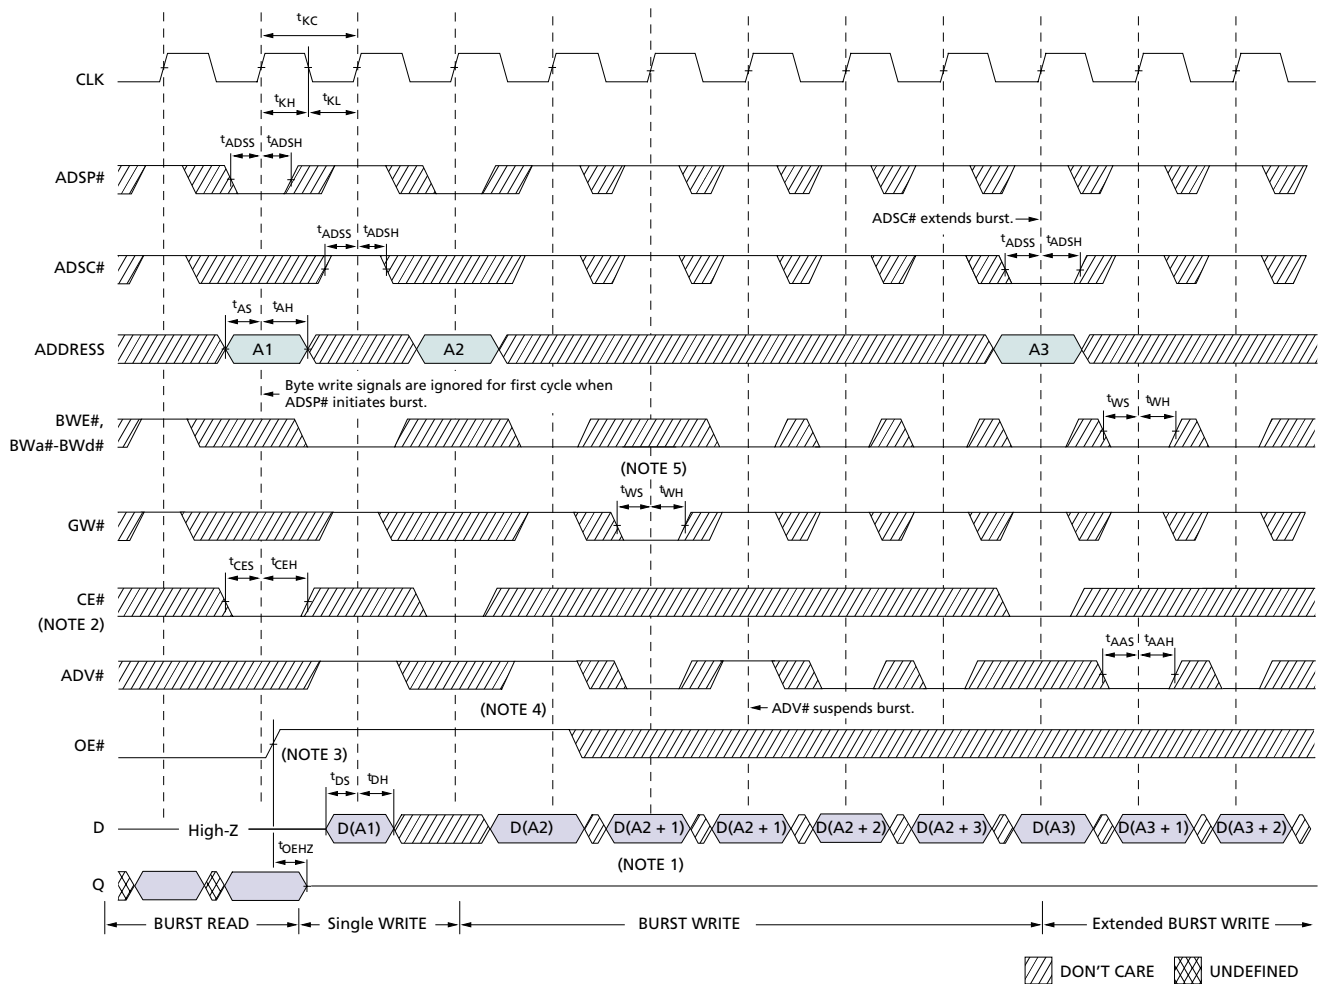 tKC
CLK
tKH
tKL
tADSS
tADSH
ADSP#
ADSC# extends burst.
tADSS
tADSH
tADSS
tADSH
ADSC#
tAS
tAH
ADDRESS
A1
A2
A3
Byte write signals are ignored for first cycle when
ADSP# initiates burst.
BWE#,
BWa#-BWd#
tWS
tWH
(NOTE 5)
tWS
tWH
GW#
tCES
tCEH
CE#
(NOTE 2)
tAAS
tAAH
ADV#
(NOTE 4)
ADV# suspends burst.
OE#
(NOTE 3)
tDS
tDH
D
High-Z
D(A1)
D(A2)
D(A2 + 1)
D(A2 + 1)
D(A2 + 2)
D(A2 + 3)
D(A3)
D(A3 + 1)
D(A3 + 2)
tOEHZ
(NOTE 1)
Q
BURST READ
Single WRITE
BURST WRITE
Extended BURST WRITE
DON'T CARE
UNDEFINED